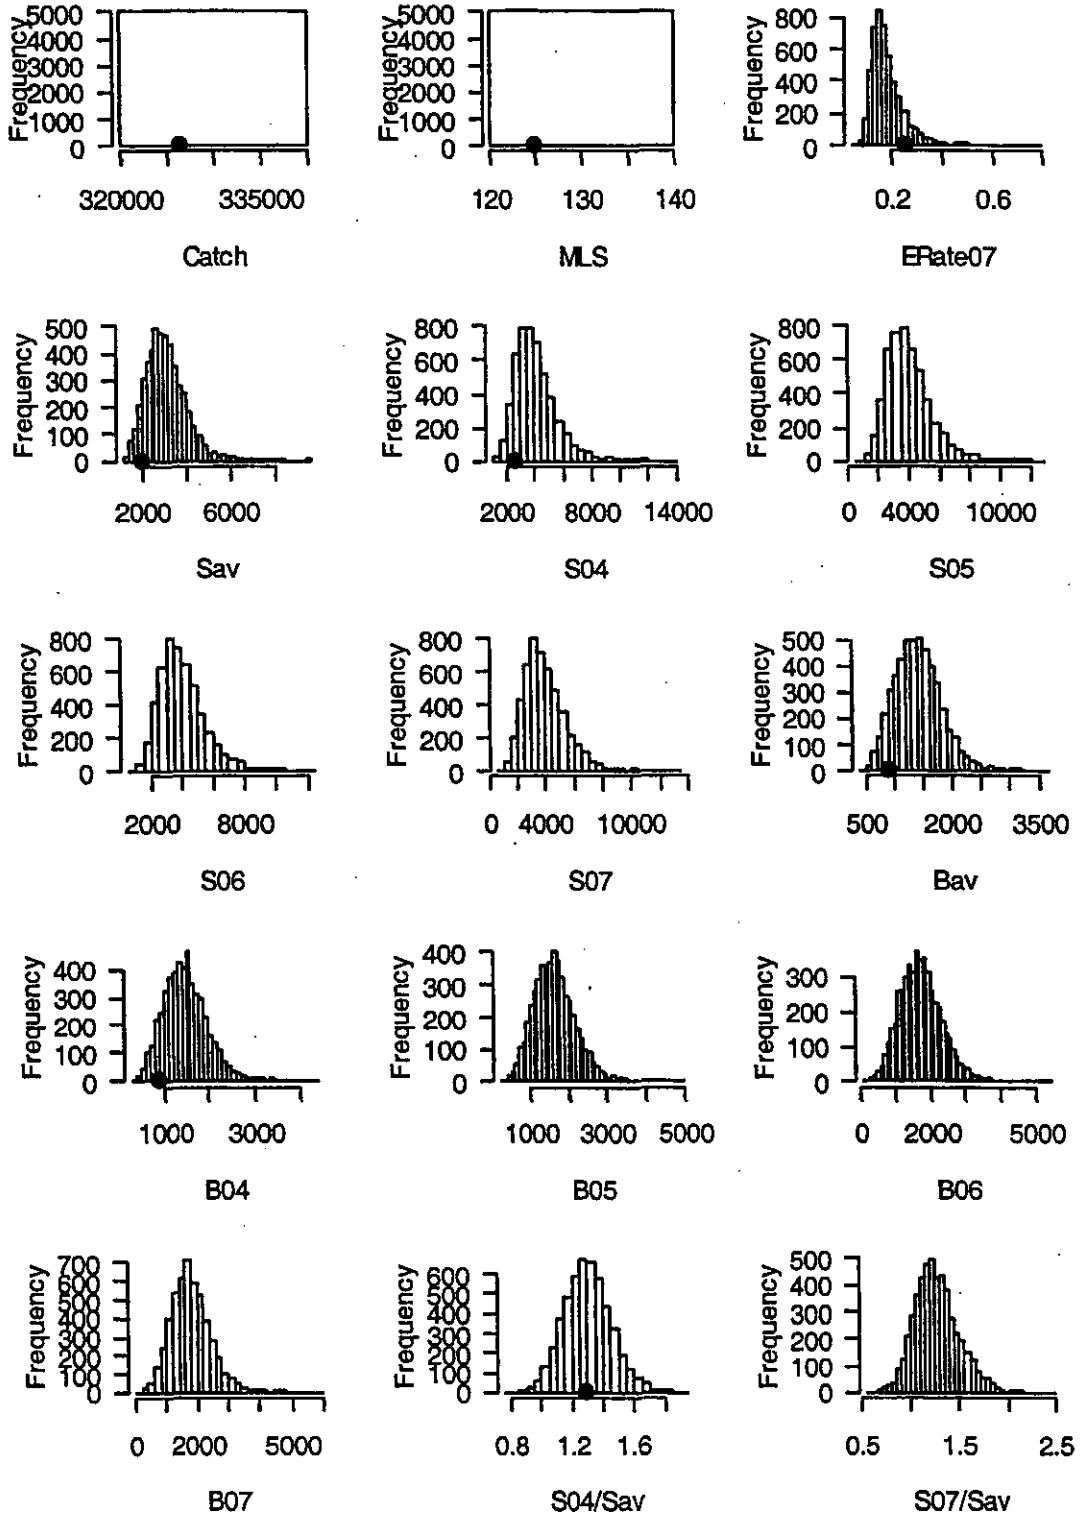 Frequency
5000
4000
3000
2000
1000
0
320000 335000
Catch
Frequency
5000
4000
3000
2000
1000
0
120 130 140
MLS
Frequency
800
600
400
200
0
0.2 0.6
ERate07
Frequency
500
400
300
200
100
0
2000 6000
Sav
Frequency
800
600
400
200
0
2000 8000 14000
S04
Frequency
800
600
400
200
0
0 4000 10000
S05
Frequency
800
600
400
200
0
2000 8000
S06
Frequency
800
600
400
200
0
0 4000 10000
S07
Frequency
500
400
300
200
100
0
500 2000 3500
Bav
Frequency
400
300
200
100
0
1000 3000
B04
Frequency
400
300
200
100
0
1000 3000 5000
B05
Frequency
300
200
100
0
0 2000 5000
B06
Frequency
700
600
500
400
300
200
100
0
0 2000 5000
B07
Frequency
600
500
400
300
200
100
0
0.8 1.2 1.6
S04/Sav
Frequency
500
400
300
200
100
0
0.5 1.5 2.5
S07/Sav